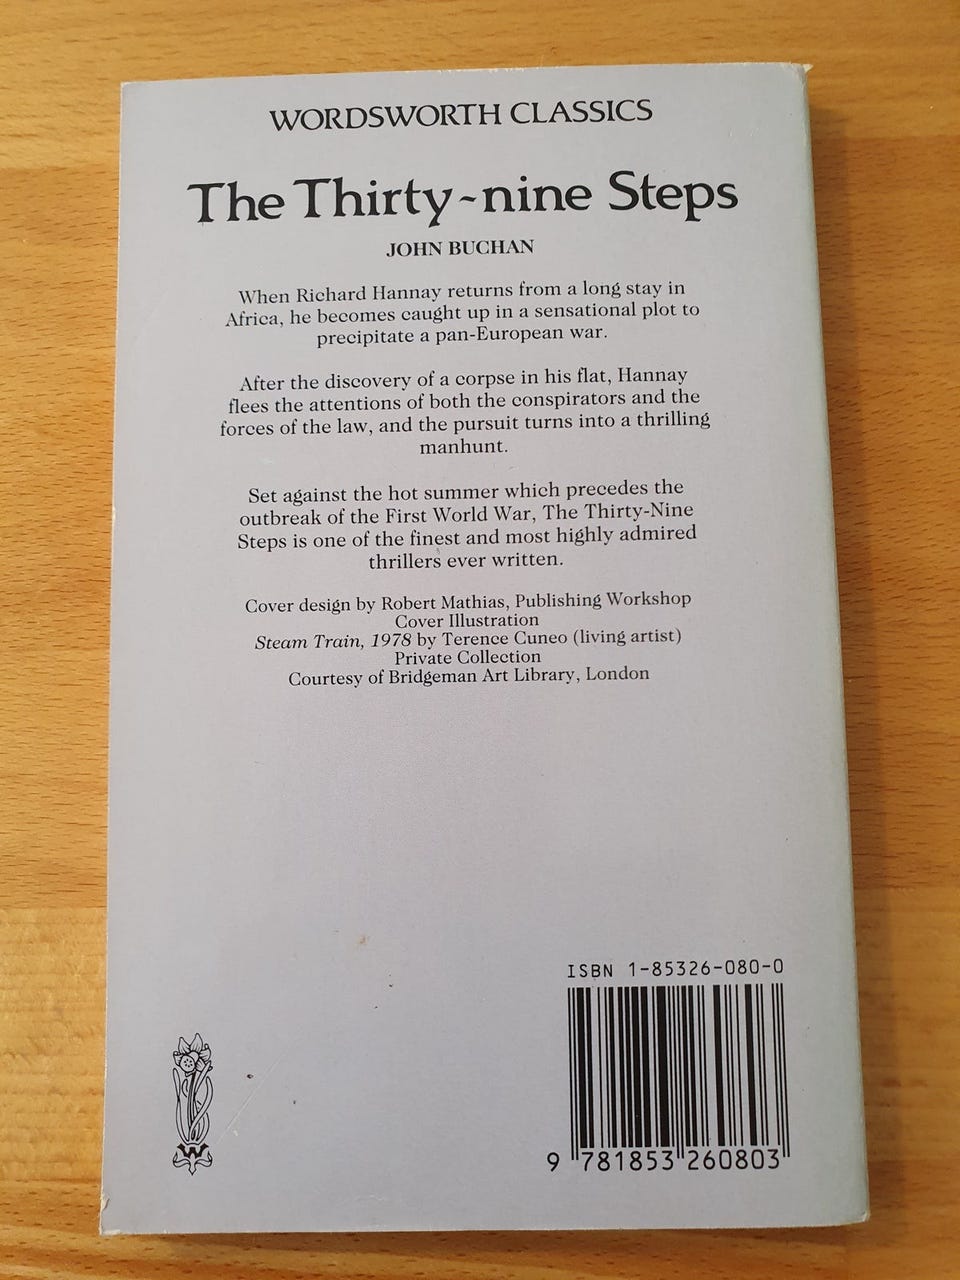 WORDSWORTH CLASSICS
The Thirty~nine Steps
JOHN BUCHAN
When Richard Hannay returns from a long stay in
Africa, he becomes caught up in a sensational plot to
precipitate a pan-European war.
After the discovery of a corpse in his flat, Hannay
flees the attentions of both the conspirators and the
forces of the law, and the pursuit turns into a thrilling
manhunt.
Set against the hot summer which precedes the
outbreak of the First World War, The Thirty-Nine
Steps is one of the finest and most highly admired
thrillers ever written.
Cover design by Robert Mathias, Publishing Workshop
Cover Illustration
Steam Train, 1978 by Terence Cuneo (living artist)
Private Collection
Courtesy of Bridgeman Art Library, London
ISBN 1-85326-080-0
9 781853 260803
W